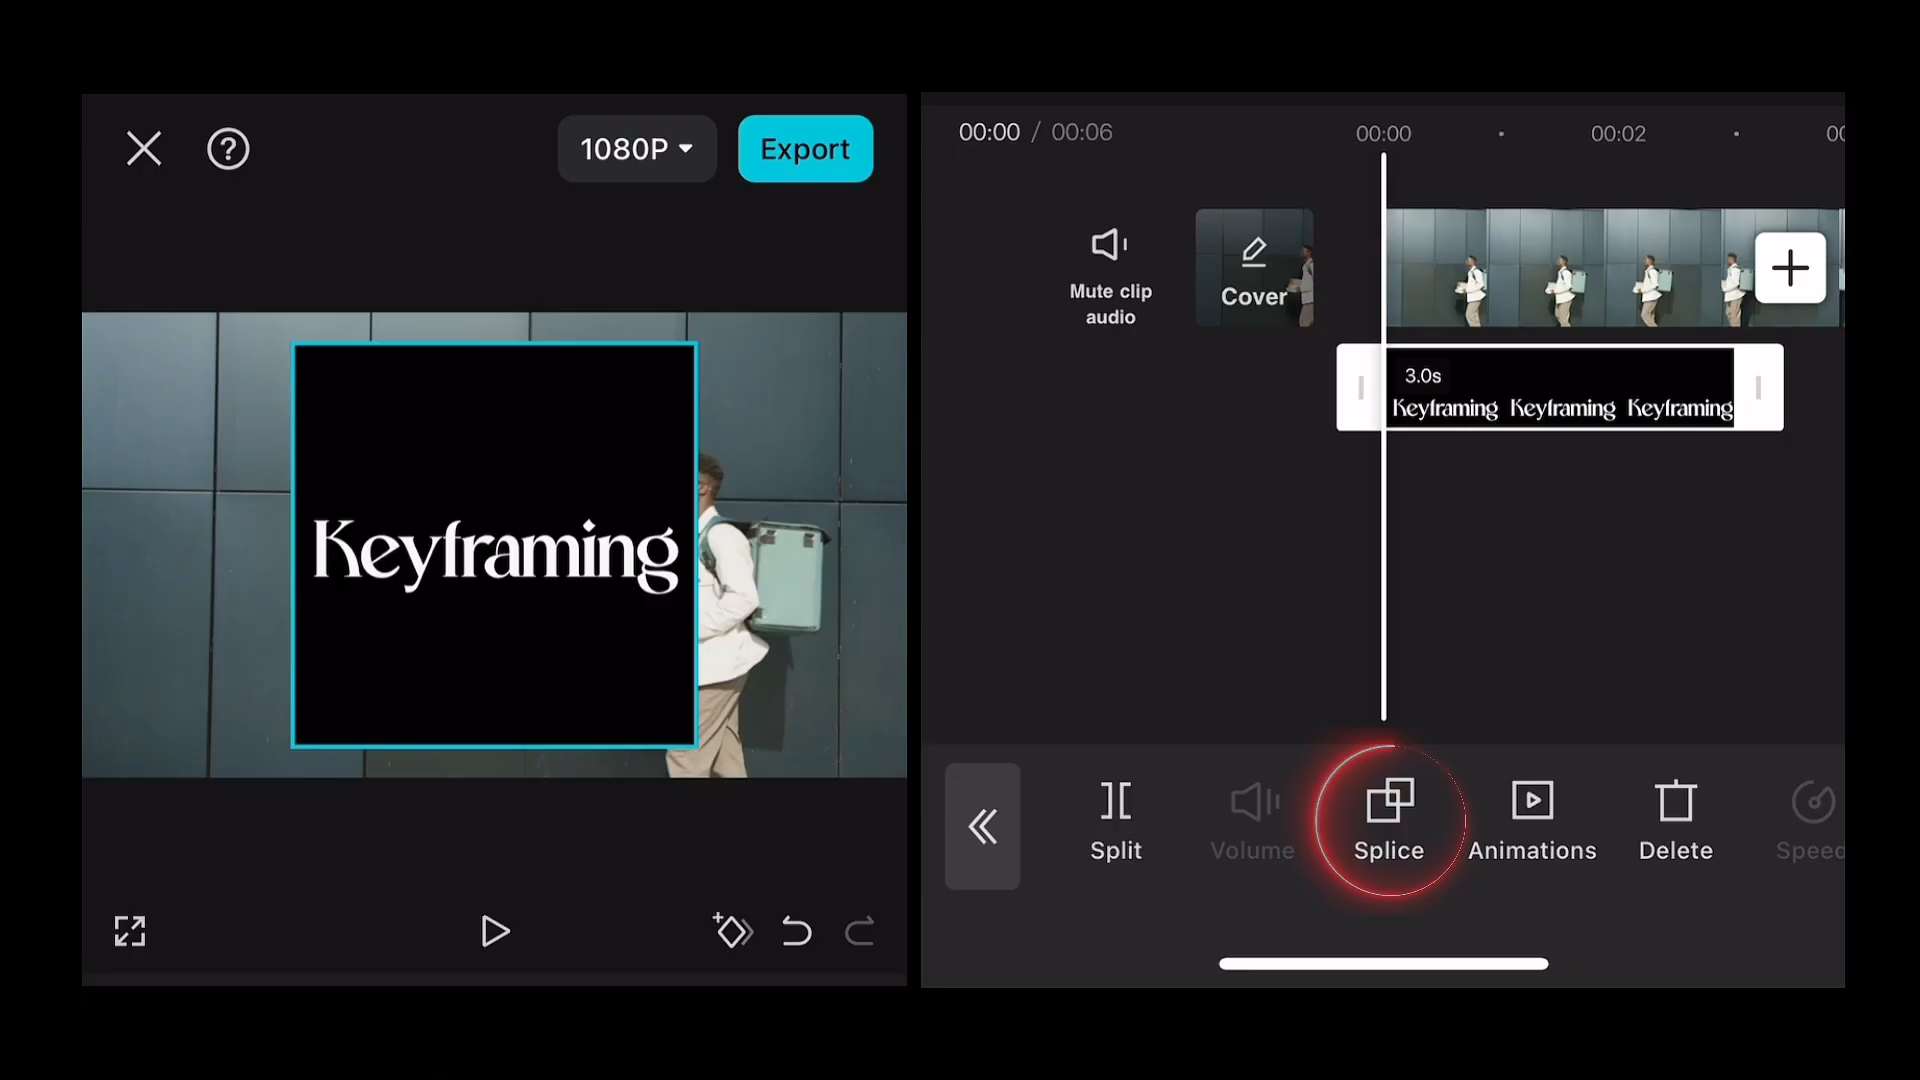 1080P
Export
Keyframing
00:00 / 00:06
00:00
00:02
Mute clip
audio
Cover
3.0s
Keyframing Keyframing Keyframing
Split
Volume
Splice
Animations
Delete
Speed